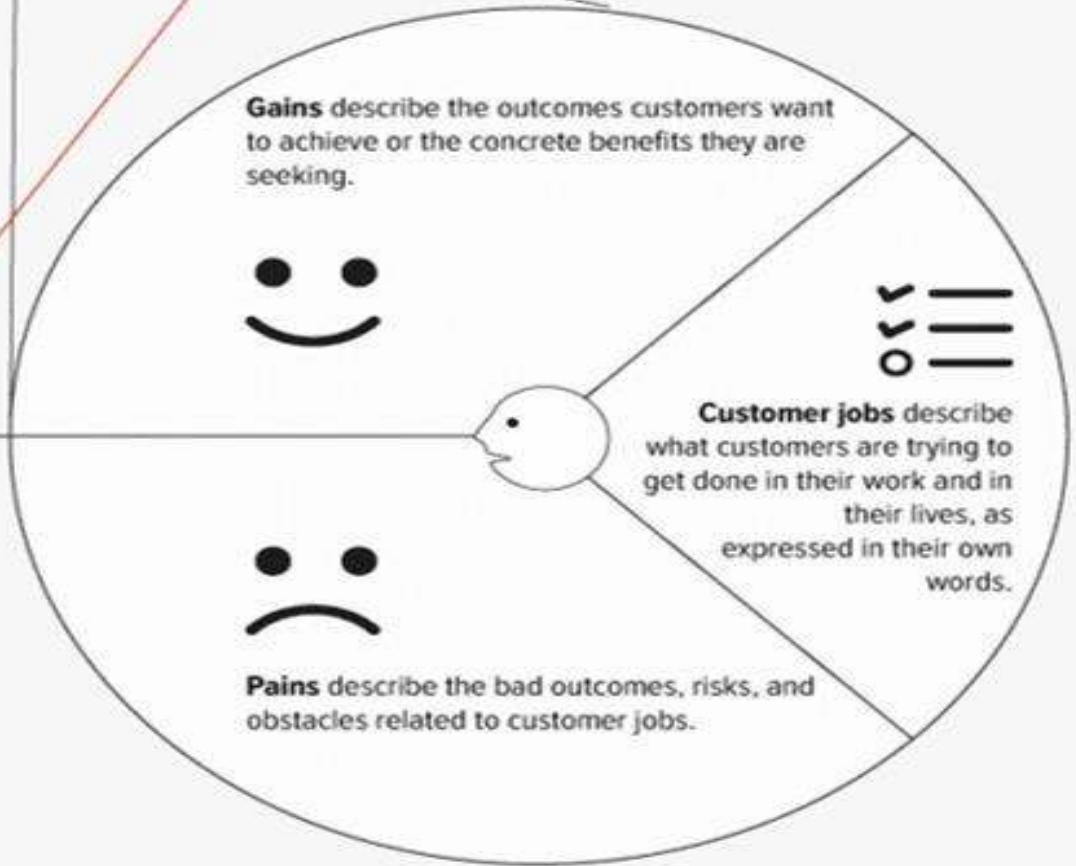 Gains describe the outcomes customers want
to achieve or the concrete benefits they are
seeking.
Customer jobs describe
what customers are trying to
get done in their work and in
their lives, as
expressed in their own
words.
Pains describe the bad outcomes, risks, and
obstacles related to customer jobs.